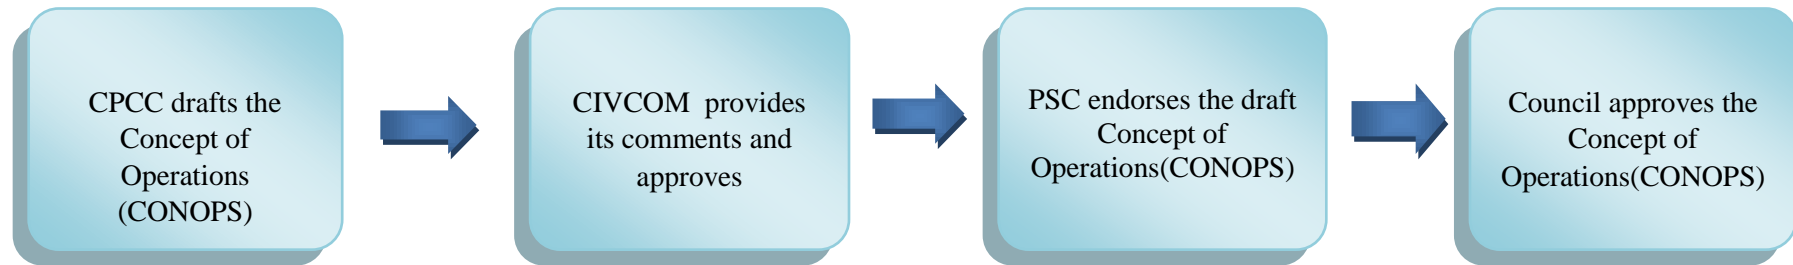 CPCC drafts the
Concept of
Operations
(CONOPS)
CIVCOM  provides
its comments and
approves
PSC endorses the draft
Concept of
Operations(CONOPS)
Council approves the
Concept of
Operations(CONOPS)